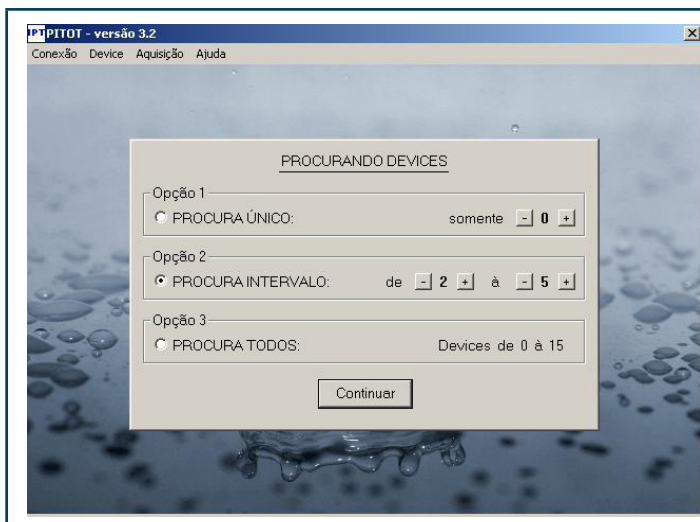 IPT PITOT - versão 3.2
Conexão Device Aquisição Ajuda
PROCURANDO DEVICES
Opção 1
PROCURA ÚNICO: somente - 0 +
Opção 2
PROCURA INTERVALO: de - 2 + à - 5 +
Opção 3
PROCURA TODOS: Devices de 0 à 15
Continuar